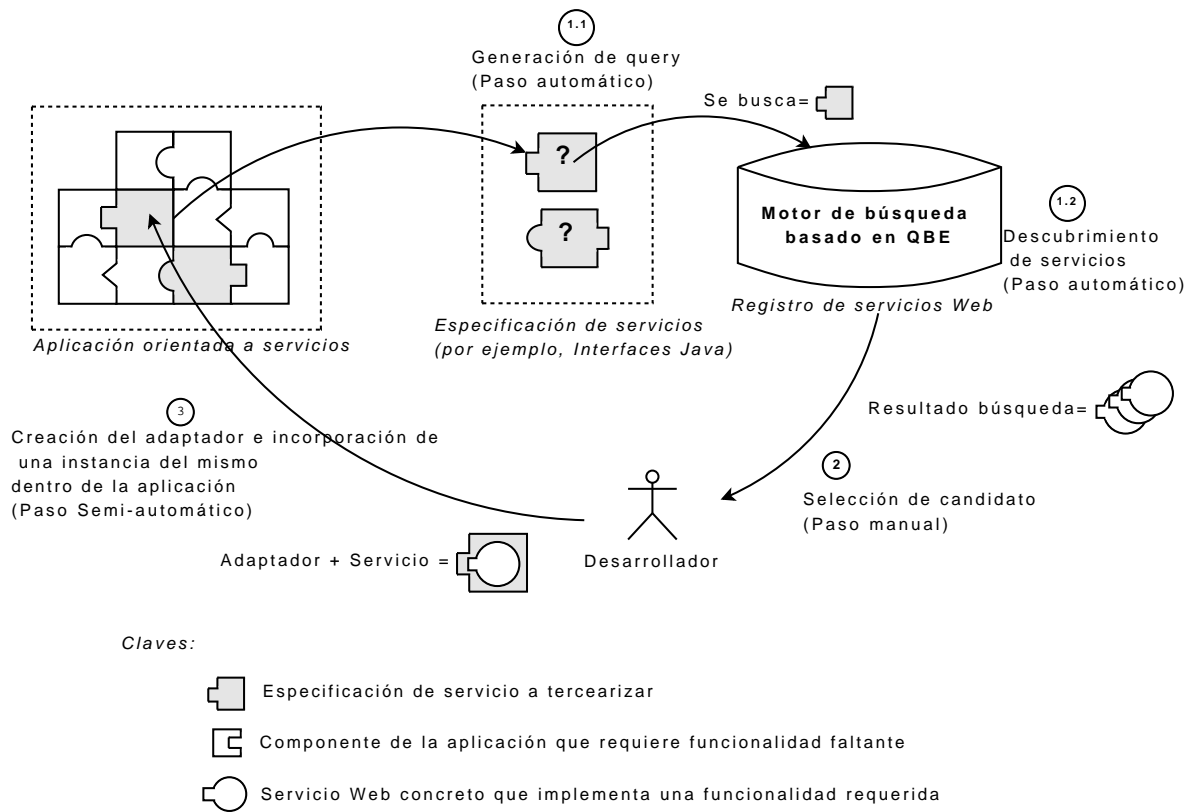 1.1
Generación de query
(Paso automático)
Se busca=
?
?
Motor de búsqueda
basado en QBE
1.2
Descubrimiento
de servicios
(Paso automático)
Registro de servicios Web
Especificación de servicios
(por ejemplo, Interfaces Java)
Aplicación orientada a servicios
3
Creación del adaptador e incorporación de
una instancia del mismo
dentro de la aplicación
(Paso Semi-automático)
Resultado búsqueda=
2
Selección de candidato
(Paso manual)
Adaptador + Servicio =
Desarrollador
Claves:
Especificación de servicio a tercearizar
Componente de la aplicación que requiere funcionalidad faltante
Servicio Web concreto que implementa una funcionalidad requerida